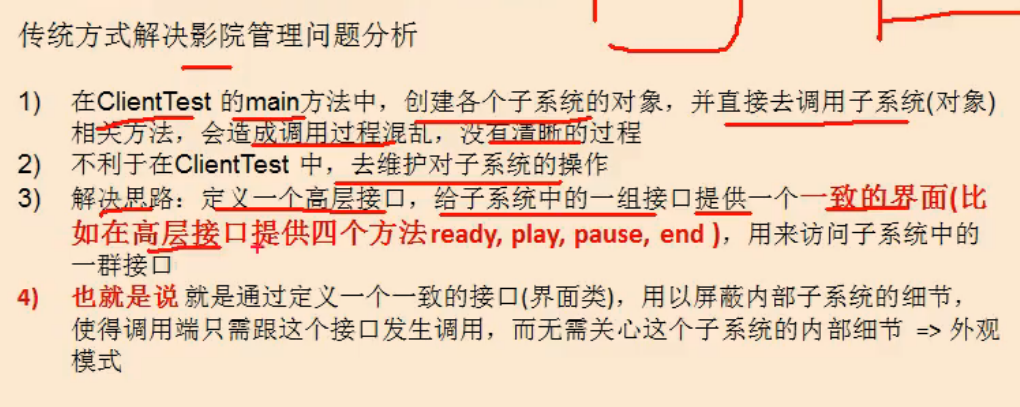 传统方式解决影院管理问题分析
1) 在ClientTest 的main方法中，创建各个子系统的对象，并直接去调用子系统(对象)
相关方法，会造成调用过程混乱，没有清晰的过程
2) 不利于在ClientTest 中，去维护对子系统的操作
3) 解决思路：定义一个高层接口，给子系统中的一组接口提供一个一致的界面(比
如在高层接口提供四个方法ready, play, pause, end )，用来访问子系统中的
一群接口
4) 也就是说 就是通过定义一个一致的接口(界面类)，用以屏蔽内部子系统的细节，
使得调用端只需跟这个接口发生调用，而无需关心这个子系统的内部细节 => 外观
模式